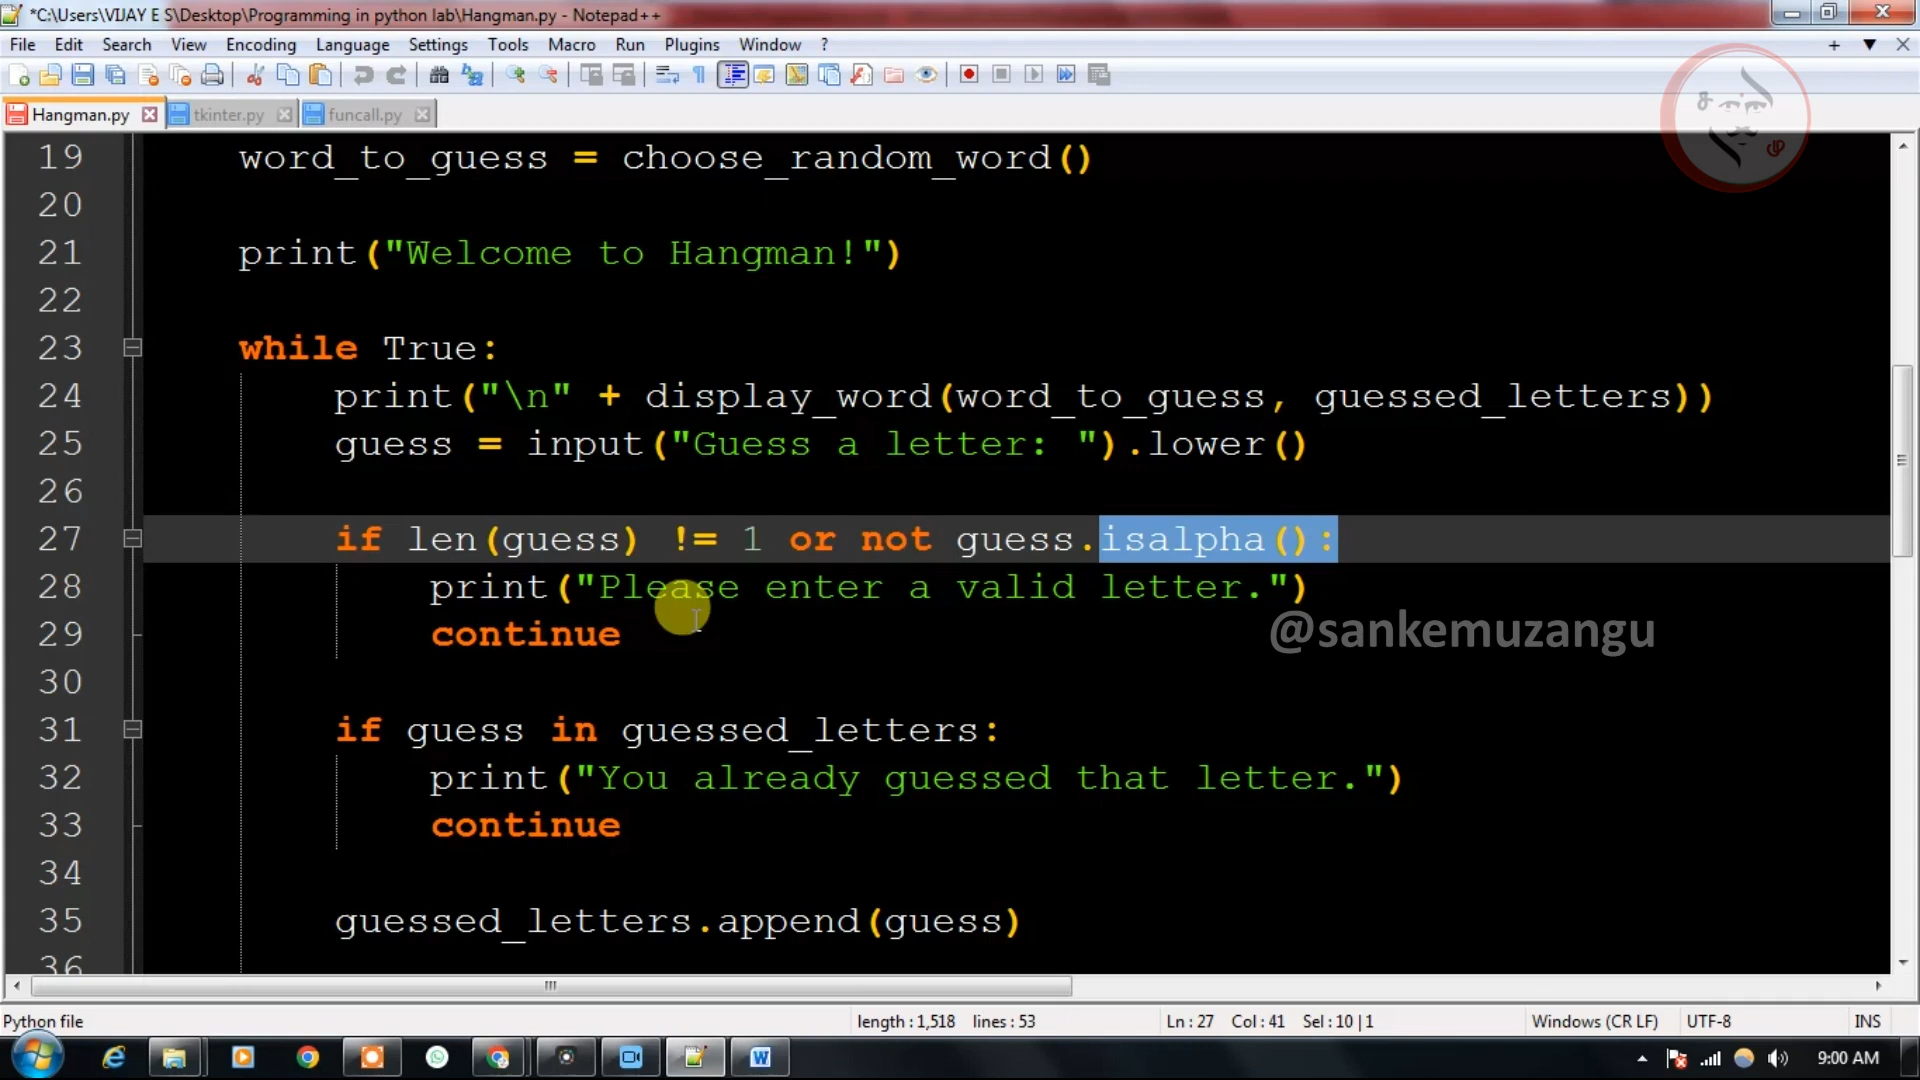 *C:\Users\VIJAY E S\Desktop\Programming in python lab\Hangman.py - Notepad++
File Edit Search View Encoding Language Settings Tools Macro Run Plugins Window ?
Hangman.py tkinter.py funcall.py
19 word_to_guess = choose_random_word()
20
21 print("Welcome to Hangman!")
22
23 while True:
24 print("\n" + display_word(word_to_guess, guessed_letters))
25 guess = input("Guess a letter: ").lower()
26
27 if len(guess) != 1 or not guess.isalpha():
28 print("Please enter a valid letter.")
29 continue
@sankemuzangu
30
31 if guess in guessed_letters:
32 print("You already guessed that letter.")
33 continue
34
35 guessed_letters.append(guess)
36
Python file length : 1,518 lines : 53 Ln : 27 Col : 41 Sel : 10 | 1 Windows (CR LF) UTF-8 INS
9:00 AM